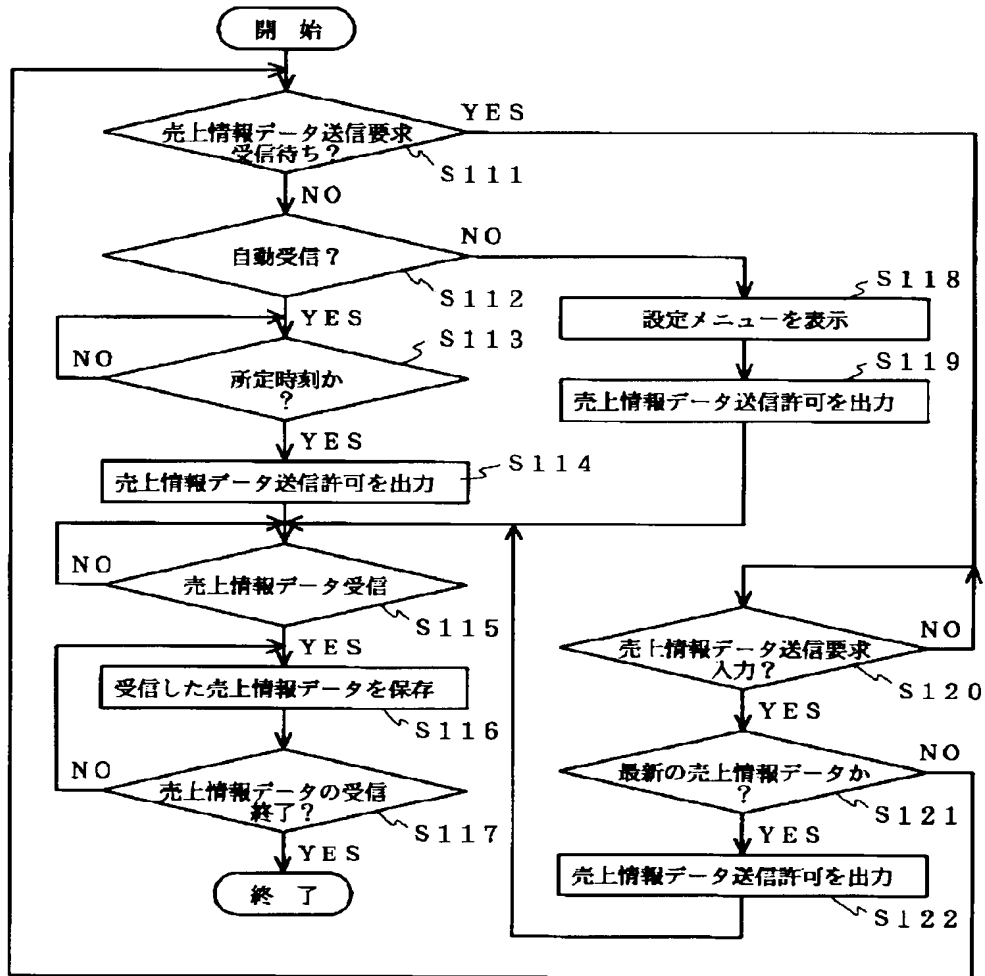 開 始
YES
売上情報データ送信要求
受信待ち?
S111
NO
NO
自動受信?
S112
S118
YES
設定メニューを表示
S113
NO
S119
所定時刻か
?
売上情報データ送信許可を出力
YES
S114
売上情報データ送信許可を出力
NO
売上情報データ受信
S115
YES
NO
売上情報データ送信要求
入力?
受信した売上情報データを保存
S120
S116
YES
NO
NO
売上情報データの受信
終了?
最新の売上情報データか
?
S117
S121
YES
YES
終 了
売上情報データ送信許可を出力
S122